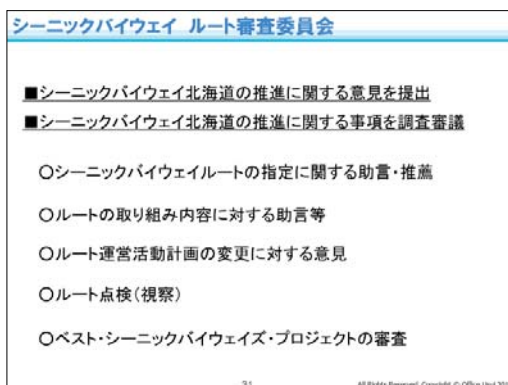 シーニックバイウェイ ルート審査委員会
■シーニックバイウェイ北海道の推進に関する意見を提出
■シーニックバイウェイ北海道の推進に関する事項を調査審議
○シーニックバイウェイルートの指定に関する助言・推薦
○ルートの取り組み内容に対する助言等
○ルート運営活動計画の変更に対する意見
○ルート点検(視察)
○ベスト・シーニックバイウェイズ・プロジェクトの審査
All Rights Reserved, Copyright © Office